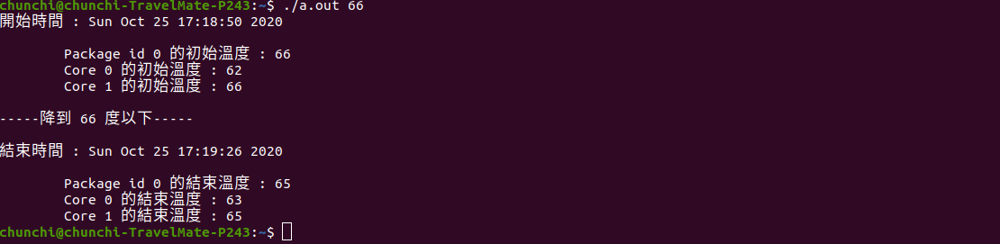 chunchi@chunchi-TravelMate-P243:~$ ./a.out 66
開始時間 : Sun Oct 25 17:18:50 2020
Package id 0 的初始溫度 : 66
Core 0 的初始溫度 : 62
Core 1 的初始溫度 : 66
-----降到 66 度以下-----
結束時間 : Sun Oct 25 17:19:26 2020
Package id 0 的結束溫度 : 65
Core 0 的結束溫度 : 63
Core 1 的結束溫度 : 65
chunchi@chunchi-TravelMate-P243:~$